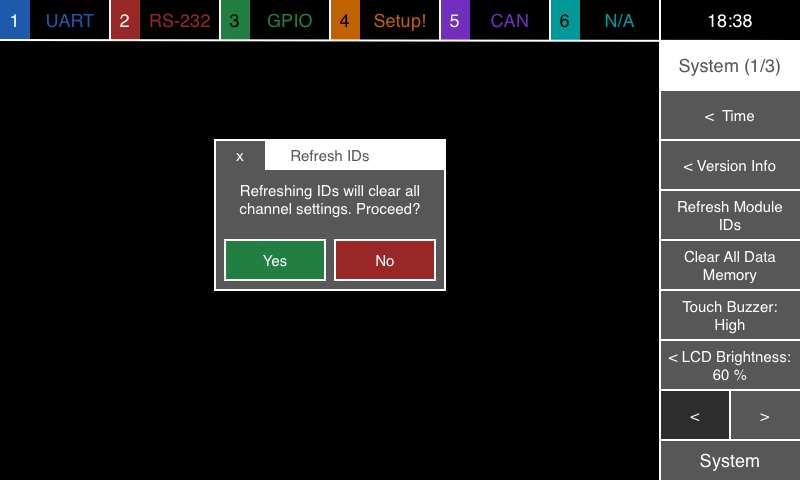 1 UART 2 RS-232 3 GPIO 4 Setup! 5 CAN 6 N/A 18:38
System (1/3)
< Time
< Version Info
Refresh Module
IDs
Clear All Data
Memory
Touch Buzzer:
High
< LCD Brightness:
60 %
< >
System
x Refresh IDs
Refreshing IDs will clear all
channel settings. Proceed?
Yes No